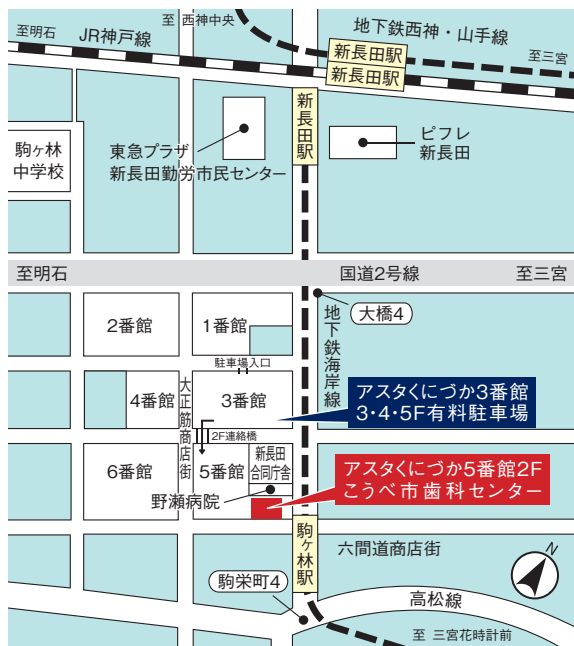 至 西神中央
至明石
JR神戸線
地下鉄西神・山手線
新長田駅
至三宮
新長田駅
新長田駅
駒ヶ林
中学校
東急プラザ
新長田勤労市民センター
ピフレ
新長田
至明石
国道2号線
至三宮
大橋4
2番館
1番館
地下鉄海岸線
駐車場入口
4番館
大正筋商店街
3番館
アスタくにづか3番館
3・4・5F有料駐車場
2F連絡橋
6番館
5番館
新長田
合同庁舎
アスタくにづか5番館2F
こうべ市歯科センター
野瀬病院
駒ヶ林駅
六間道商店街
N
駒栄町4
高松線
至 三宮花時計前